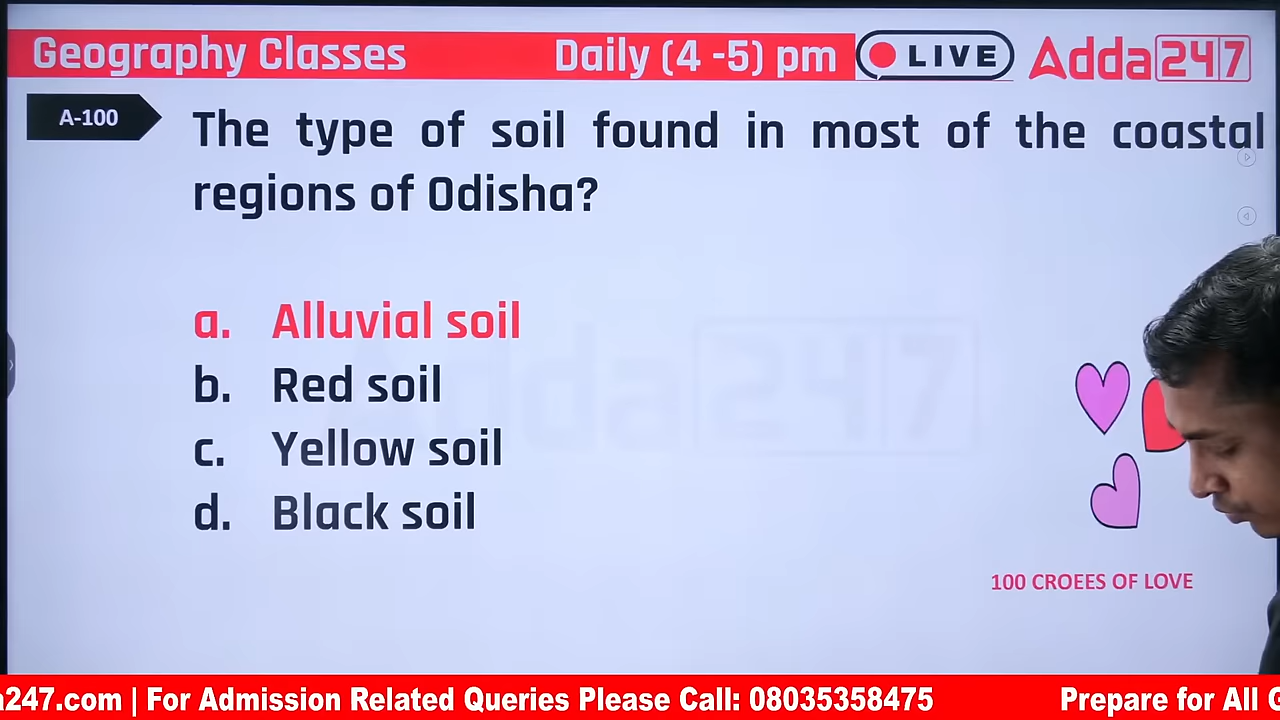 Geography Classes Daily (4 -5) pm LIVE Adda247
A-100
The type of soil found in most of the coastal
regions of Odisha?
a. Alluvial soil
b. Red soil
c. Yellow soil
d. Black soil
100 CROEES OF LOVE
a247.com | For Admission Related Queries Please Call: 08035358475 Prepare for All G